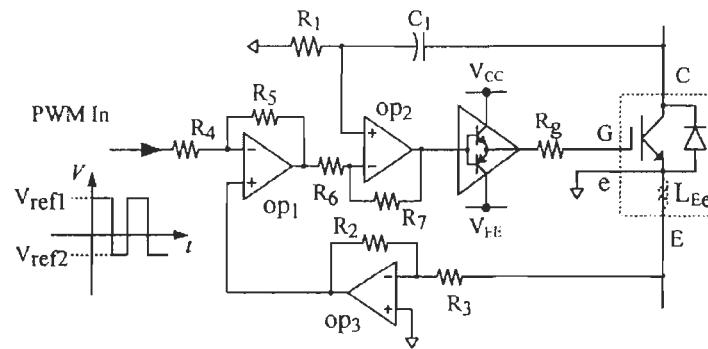 R1
C1
C
VCC
R5
op2
Rg
G
PWM In
R4
+
−
−
+
op1
R6
R7
e
LEe
V
Vref1
Vref2
t
VEE
E
R2
R3
−
+
op3